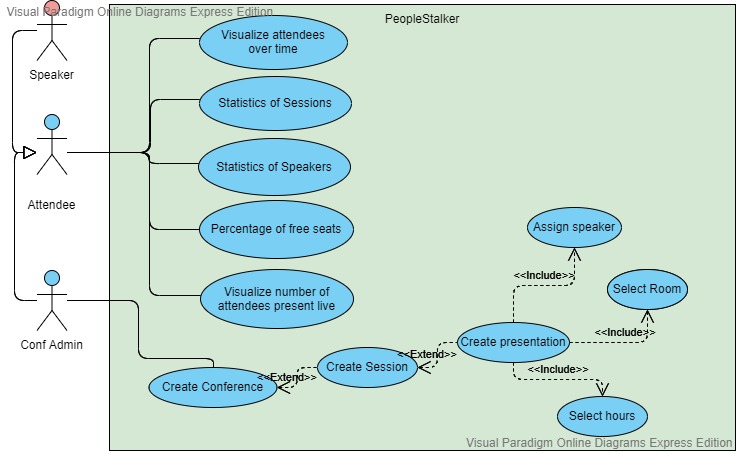 Visual Paradigm Online Diagrams Express Edition
PeopleStalker
Speaker
Visualize attendees
over time
Statistics of Sessions
Statistics of Speakers
Attendee
Percentage of free seats
Assign speaker
<<Include>>
Visualize number of
attendees present live
Select Room
<<Include>>
Conf Admin
Create presentation
<<Extend>>
Create Session
<<Include>>
<<Extend>>
Create Conference
Select hours
Visual Paradigm Online Diagrams Express Edition